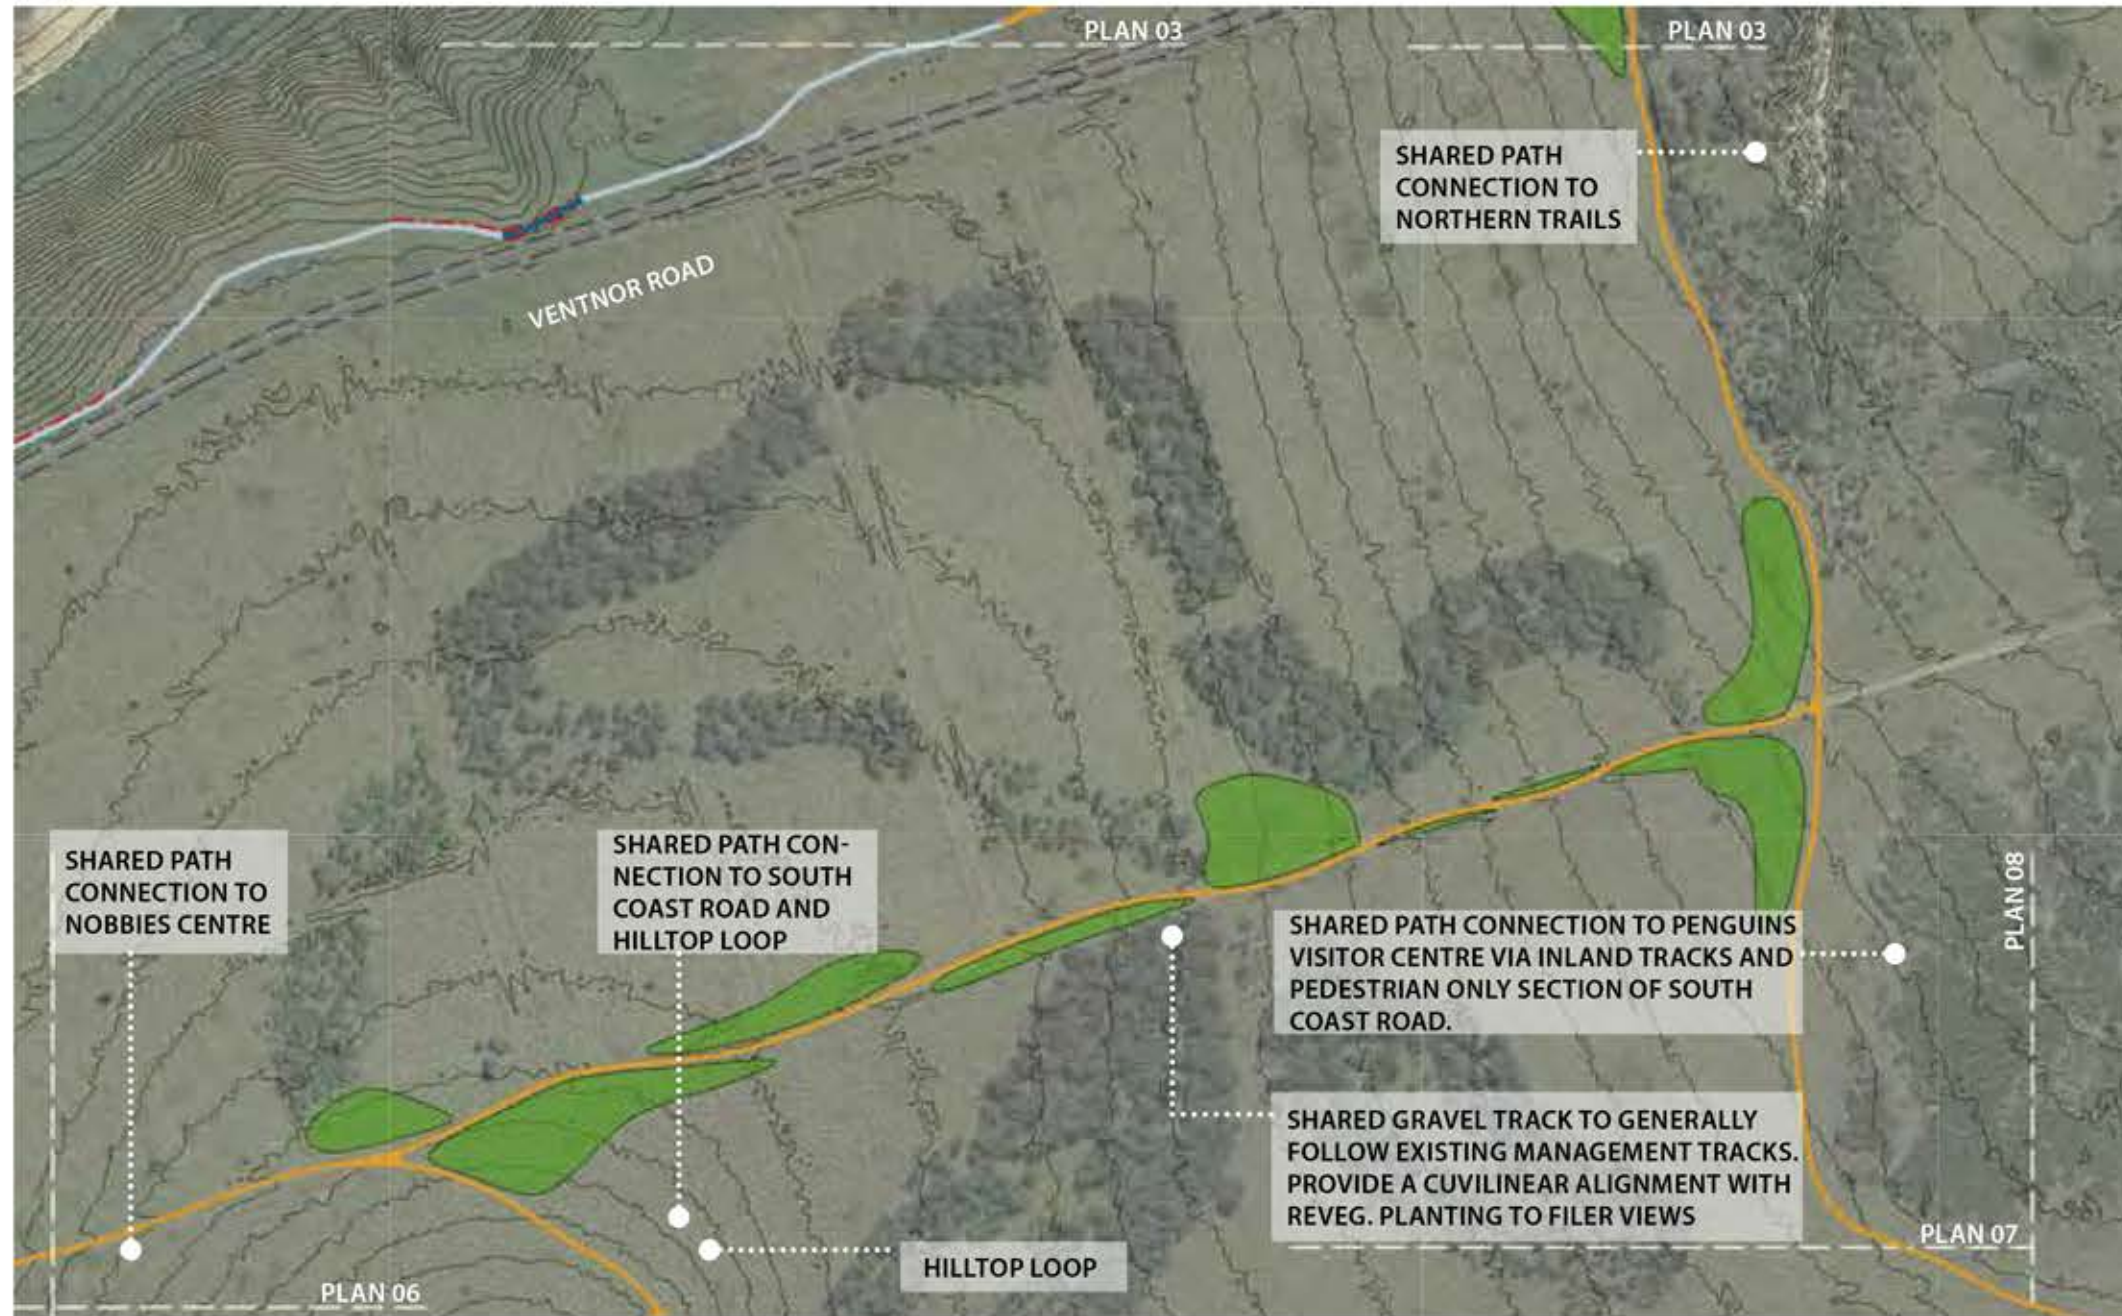 PLAN 03
PLAN 03
SHARED PATH
CONNECTION TO
NORTHERN TRAILS
VENTNOR ROAD
SHARED PATH
CONNECTION TO
NOBBIES CENTRE
SHARED PATH CON-
NECTION TO SOUTH
COAST ROAD AND
HILLTOP LOOP
SHARED PATH CONNECTION TO PENGUINS
VISITOR CENTRE VIA INLAND TRACKS AND
PEDESTRIAN ONLY SECTION OF SOUTH
COAST ROAD.
PLAN 08
SHARED GRAVEL TRACK TO GENERALLY
FOLLOW EXISTING MANAGEMENT TRACKS.
PROVIDE A CUVILINEAR ALIGNMENT WITH
REVEG. PLANTING TO FILER VIEWS
HILLTOP LOOP
PLAN 07
PLAN 06